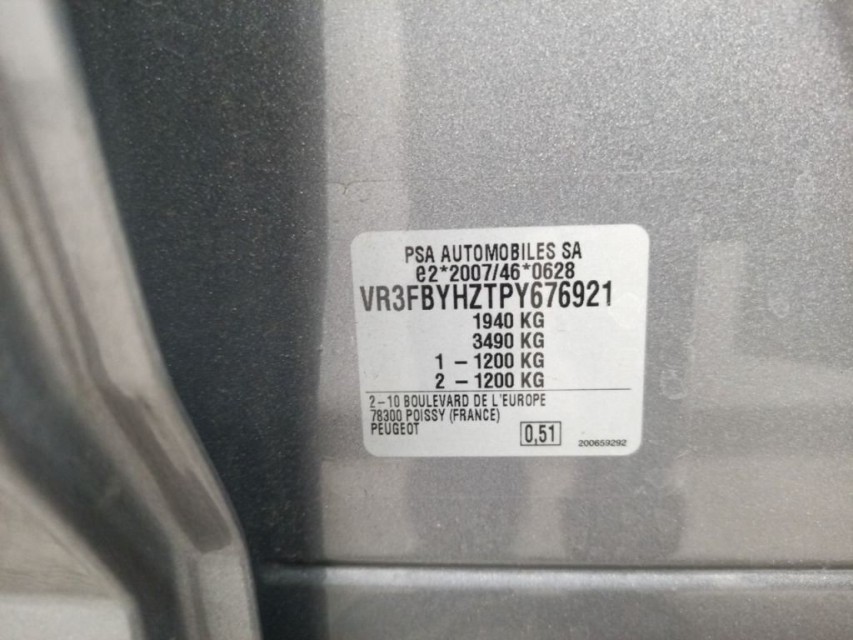 PSA AUTOMOBILES SA
e2*2007/46*0628
VR3FBYHZTPY676921
1940 KG
3490 KG
1 – 1200 KG
2 – 1200 KG
2–10 BOULEVARD DE L'EUROPE
78300 POISSY (FRANCE)
PEUGEOT
0,51
200659292